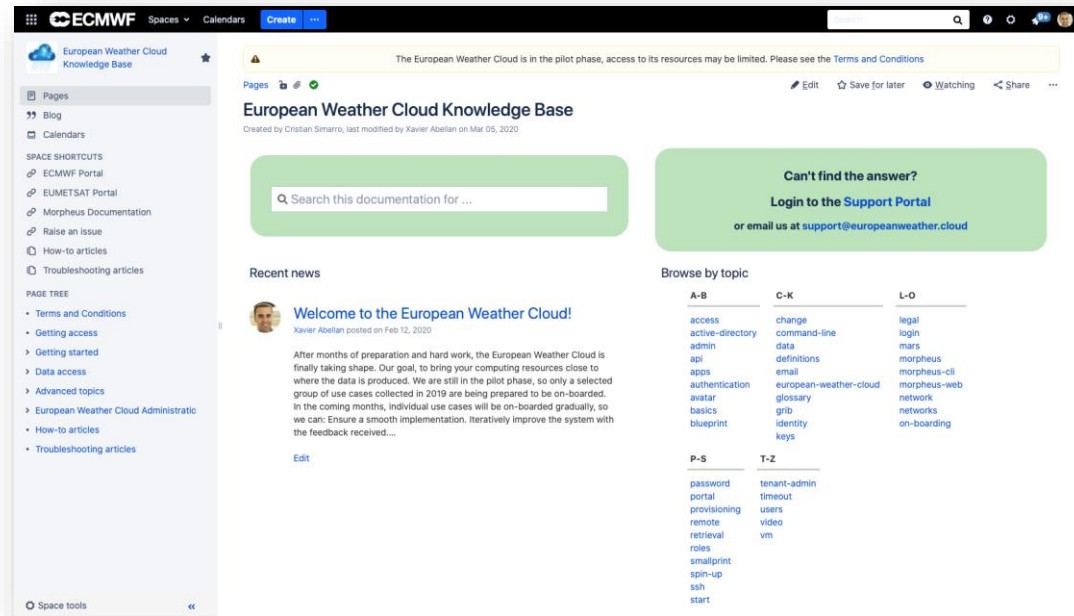 ECMWF Spaces Calendars Create ...
9+
European Weather Cloud
Knowledge Base
Pages
Blog
Calendars
SPACE SHORTCUTS
ECMWF Portal
EUMETSAT Portal
Morpheus Documentation
Raise an issue
How-to articles
Troubleshooting articles
PAGE TREE
Terms and Conditions
Getting access
Getting started
Data access
Advanced topics
European Weather Cloud Administratic
How-to articles
Troubleshooting articles
Space tools
The European Weather Cloud is in the pilot phase, access to its resources may be limited. Please see the Terms and Conditions
Pages
Edit Save for later Watching Share ...
European Weather Cloud Knowledge Base
Created by Cristian Simarro, last modified by Xavier Abellan on Mar 05, 2020
Search this documentation for ...
Can't find the answer?
Login to the Support Portal
or email us at support@europeanweather.cloud
Recent news
Welcome to the European Weather Cloud!
Xavier Abellan posted on Feb 12, 2020
After months of preparation and hard work, the European Weather Cloud is
finally taking shape. Our goal, to bring your computing resources close to
where the data is produced. We are still in the pilot phase, so only a selected
group of use cases collected in 2019 are being prepared to be on-boarded.
In the coming months, individual use cases will be on-boarded gradually, so
we can: Ensure a smooth implementation. Iteratively improve the system with
the feedback received....
Edit
Browse by topic
A-B
access
active-directory
admin
api
apps
authentication
avatar
basics
blueprint
C-K
change
command-line
data
definitions
email
european-weather-cloud
glossary
grib
identity
keys
L-O
legal
login
mars
morpheus
morpheus-cli
morpheus-web
network
networks
on-boarding
P-S
password
portal
provisioning
remote
retrieval
roles
smallprint
spin-up
ssh
start
T-Z
tenant-admin
timeout
users
video
vm